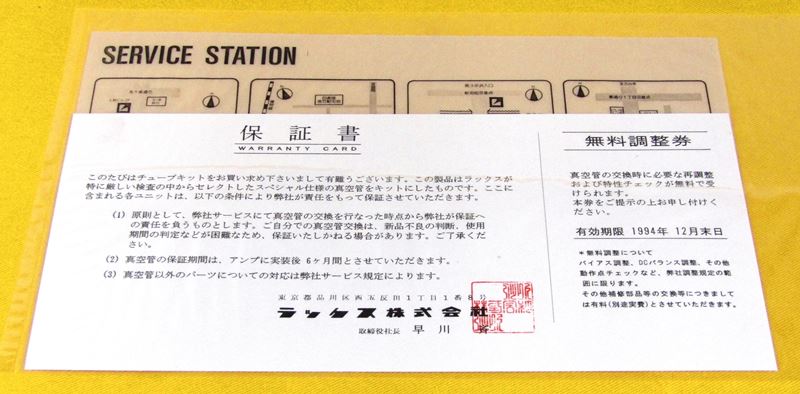 SERVICE STATION
保証書
WARRANTY CARD
このたびはチューブキットをお買い求め下さいまして有難うございます。この製品はラックスが
特に厳しい検査の中からセレクトしたスペシャル仕様の真空管をキットにしたものです。ここに
含まれる各ユニットは、以下の条件により弊社が責任をもって保証させていただきます。
(1) 原則として、弊社サービスにて真空管の交換を行なった時点から弊社が保証へ
の責任を負うものとします。ご自分での真空管交換は、新品不良の判断、使用
期間の判定などが困難なため、保証いたしかねる場合があります。ご了承くだ
さい。
(2) 真空管の保証期間は、アンプに実装後6ヶ月間とさせていただきます。
(3) 真空管以外のパーツについての対応は弊社サービス規定によります。
東京都品川区西五反田1丁目1番8号
ラックス株式会社
取締役社長 早川
無料調整券
真空管の交換時に必要な再調整
および特性チェックが無料で受
けられます。
本券をご提示の上お申し付けく
ださい。
有効期限 1994年 12月末日
*無料調整について
バイアス調整、DCバランス調整、その他
動作点チェックなど、弊社調整規定の範
囲に限ります。
その他補修部品等の交換等につきまして
は有料(別途実費)とさせていただきます。